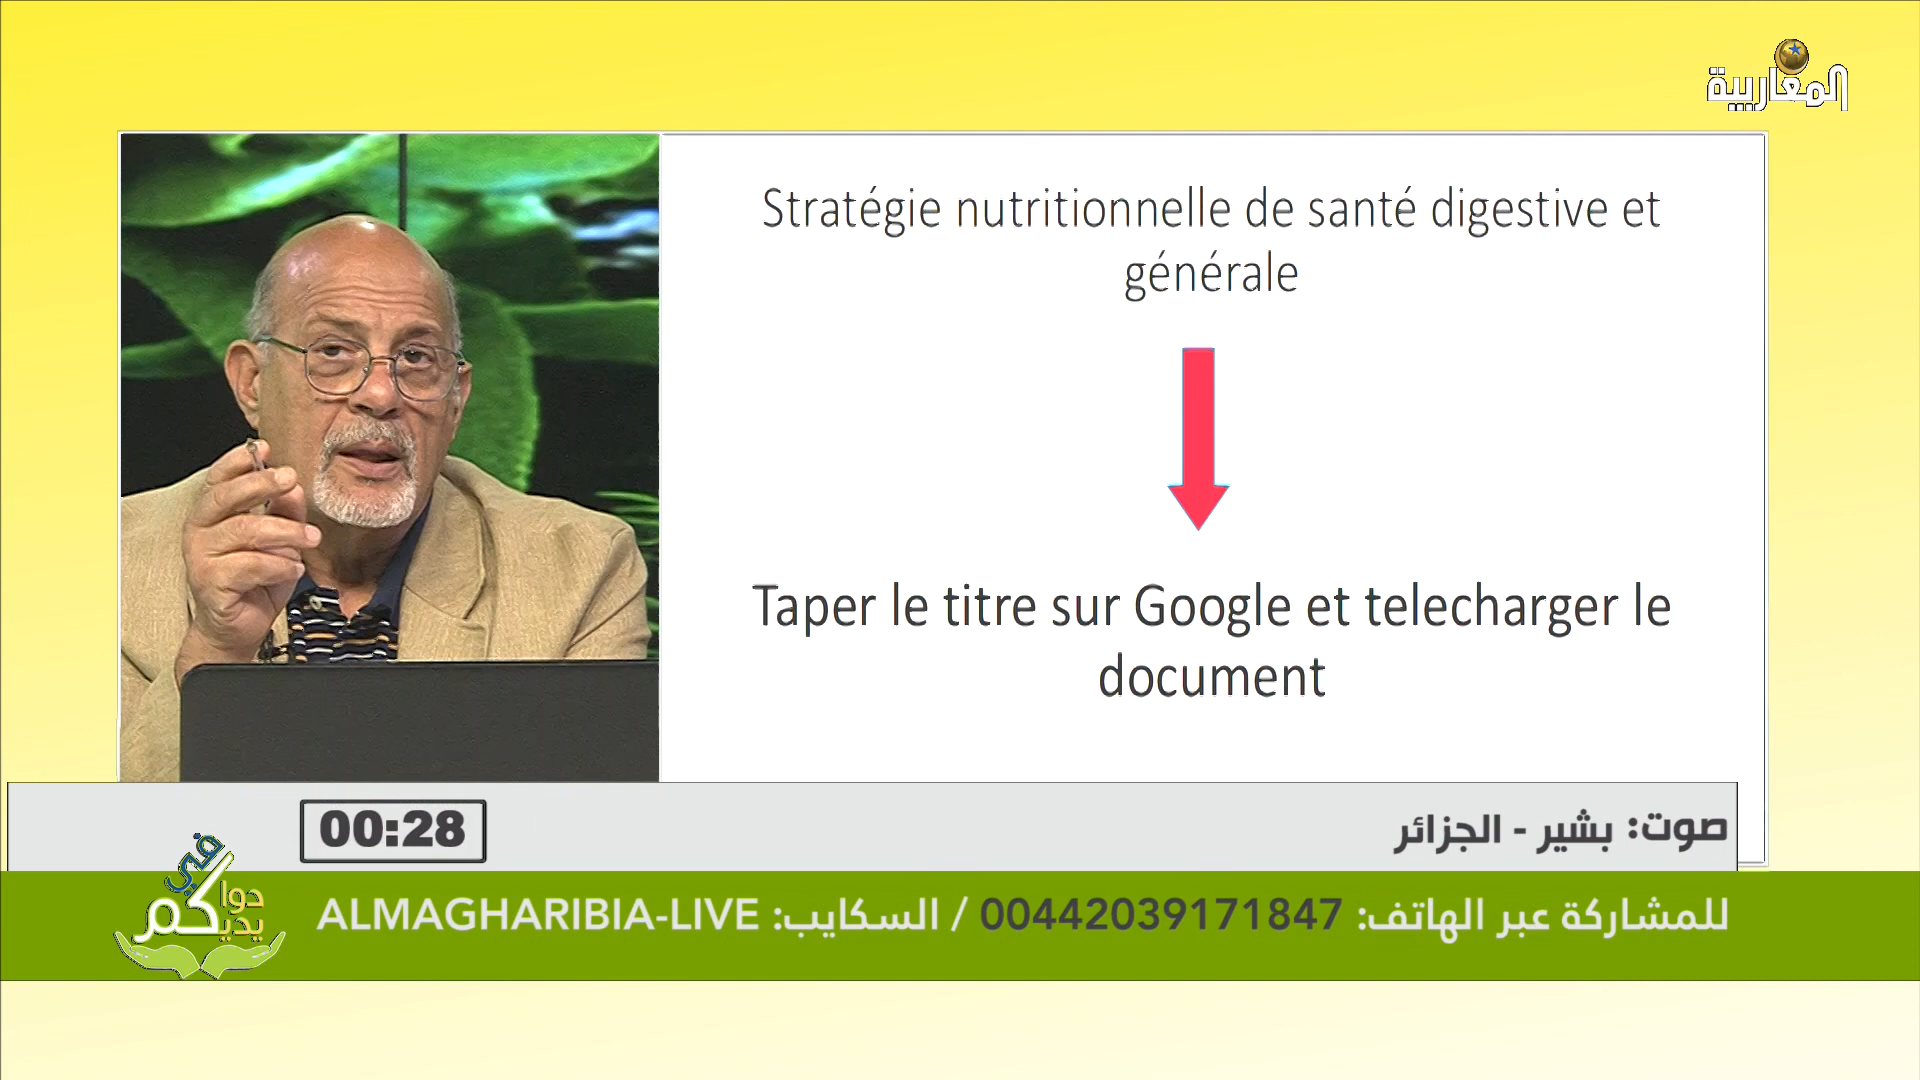 المغاربية
Stratégie nutritionnelle de santé digestive et
générale
Taper le titre sur Google et telecharger le
document
صوت: بشير - الجزائر
00:28
دواكم في يديكم
للمشاركة عبر الهاتف: 00442039171847 / السكايب: ALMAGHARIBIA-LIVE